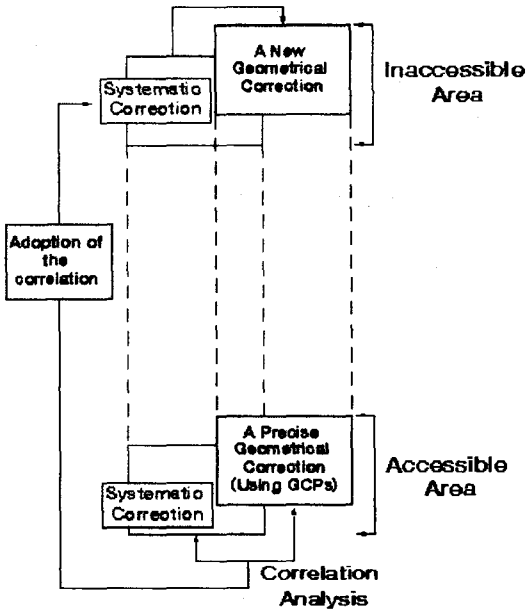 A New
Geometrical
Correction
Inaccessible
Area
Systematic
Correction
Adoption of
the
correlation
A Precise
Geometrical
Correction
(Using GCPs)
Accessible
Area
Systematic
Correction
Correlation
Analysis